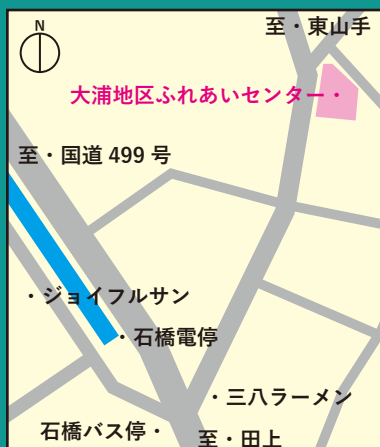 N
至・東山手
大浦地区ふれあいセンター・
至・国道 499 号
・ジョイフルサン
・石橋電停
・三八ラーメン
石橋バス停・
至・田上